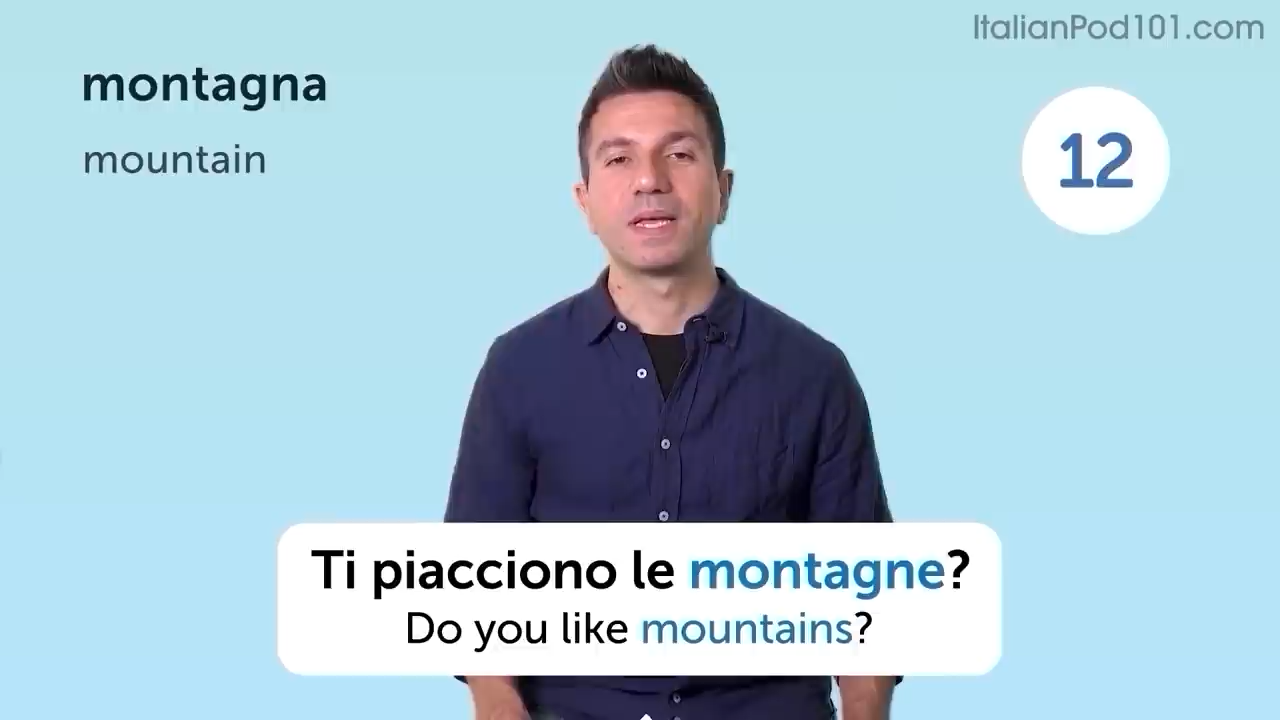 ItalianPod101.com
montagna
mountain
12
Ti piacciono le montagne?
Do you like mountains?